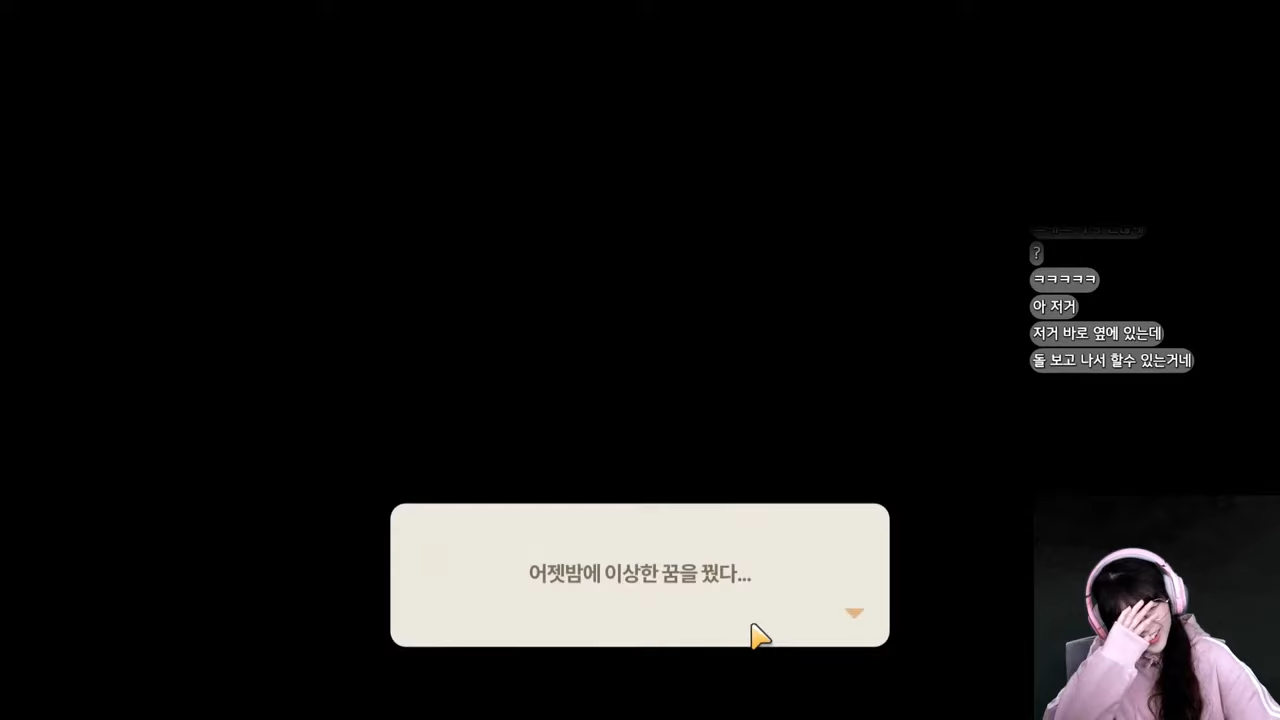 ?
ㅋㅋㅋㅋㅋ
아 저거
저거 바로 옆에 있는데
돌 보고 나서 할수 있는거네
어젯밤에 이상한 꿈을 꿨다...